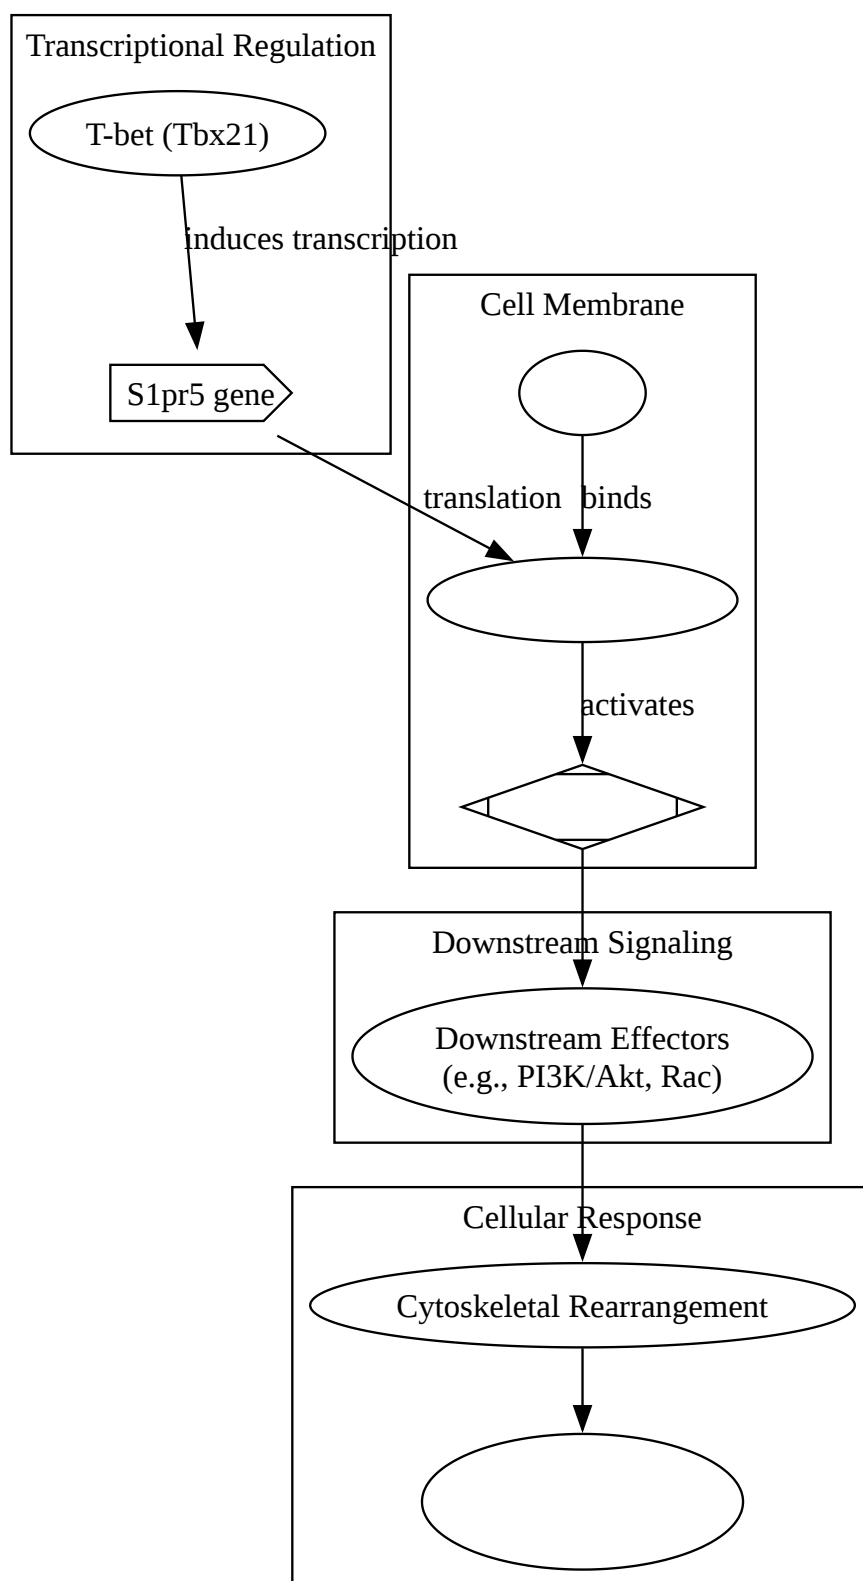 Transcriptional Regulation
T-bet (Tbx21)
induces transcription
S1pr5 gene
Cell Membrane
translation
binds
activates
Downstream Signaling
Downstream Effectors
(e.g., PI3K/Akt, Rac)
Cellular Response
Cytoskeletal Rearrangement